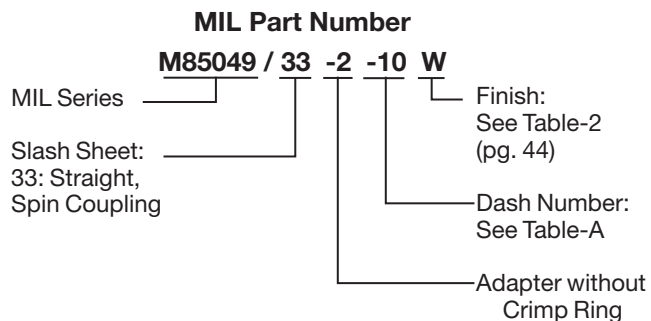 MIL Part Number
M85049 / 33 -2 -10 W
MIL Series
Slash Sheet:
33: Straight,
Spin Coupling
Finish:
See Table-2
(pg. 44)
Dash Number:
See Table-A
Adapter without
Crimp Ring